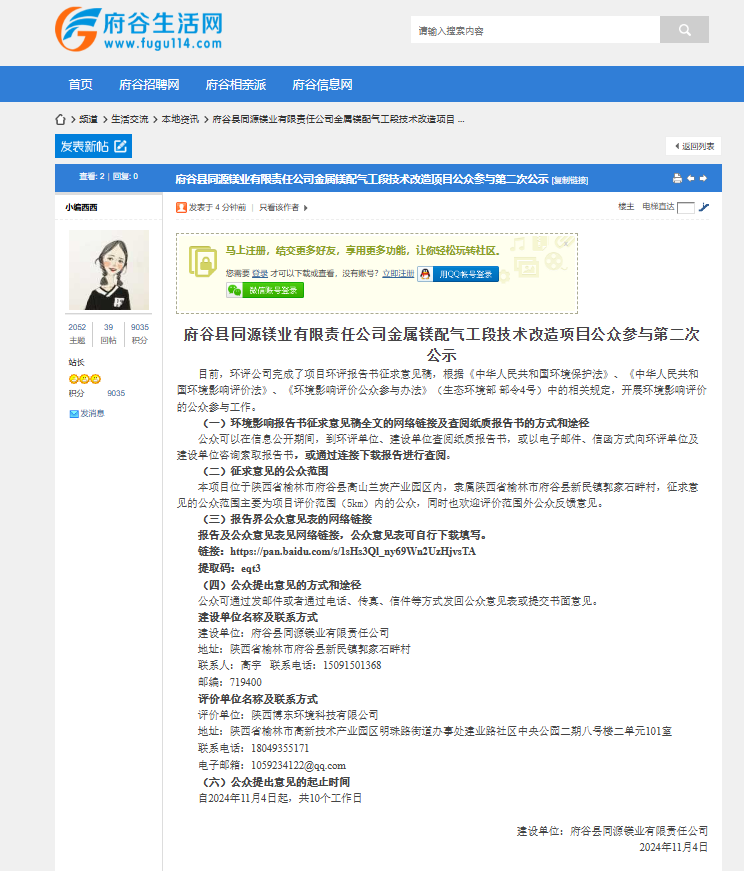 府谷生活网
www.fugu114.com
请输入搜索内容
首页 府谷招聘网 府谷相亲派 府谷信息网
频道 生活交流 本地资讯 府谷县同源镁业有限责任公司金属镁配气工段技术改造项目 ...
发表新帖
返回列表
查看: 2 | 回复: 0
府谷县同源镁业有限责任公司金属镁配气工段技术改造项目公众参与第二次公示 [复制链接]
小编西西
发表于 4 分钟前 | 只看该作者
楼主 电梯直达
马上注册，结交更多好友，享用更多功能，让你轻松玩转社区。
您需要 登录 才可以下载或查看，没有账号？立即注册 用QQ帐号登录
微信账号登录
2052 39 9035
主题 回帖 积分
站长
积分 9035
发消息
府谷县同源镁业有限责任公司金属镁配气工段技术改造项目公众参与第二次
公示
目前，环评公司完成了项目环评报告书征求意见稿，根据《中华人民共和国环境保护法》、《中华人民共和
国环境影响评价法》、《环境影响评价公众参与办法》（生态环境部 部令4号）中的相关规定，开展环境影响评价
的公众参与工作。
（一）环境影响报告书征求意见稿全文的网络链接及查阅纸质报告书的方式和途径
公众可以在信息公开期间，到环评单位、建设单位查阅纸质报告书，或以电子邮件、信函方式向环评单位及
建设单位咨询索取报告书，或通过连接下载报告进行查阅。
（二）征求意见的公众范围
本项目位于陕西省榆林市府谷县高山兰炭产业园区内，隶属陕西省榆林市府谷县新民镇郭家石畔村，征求意
见的公众范围主要为项目评价范围（5km）内的公众，同时也欢迎评价范围外公众反馈意见。
（三）报告界公众意见表的网络链接
报告及公众意见表见网络链接，公众意见表可自行下载填写。
链接：https://pan.baidu.com/s/1sHs3Ql_ny69Wn2UzHjvsTA
提取码：eqt3
（四）公众提出意见的方式和途径
公众可通过发邮件或者通过电话、传真、信件等方式发回公众意见表或提交书面意见。
建设单位名称及联系方式
建设单位：府谷县同源镁业有限责任公司
地址：陕西省榆林市府谷县新民镇郭家石畔村
联系人：高宇 联系电话：15091501368
邮编：719400
评价单位名称及联系方式
评价单位：陕西博东环境科技有限公司
地址：陕西省榆林市高新技术产业园区明珠路街道办事处建业路社区中央公园二期八号楼二单元101室
联系电话：18049355171
电子邮箱：1059234122@qq.com
（六）公众提出意见的起止时间
自2024年11月4日起，共10个工作日
建设单位：府谷县同源镁业有限责任公司
2024年11月4日